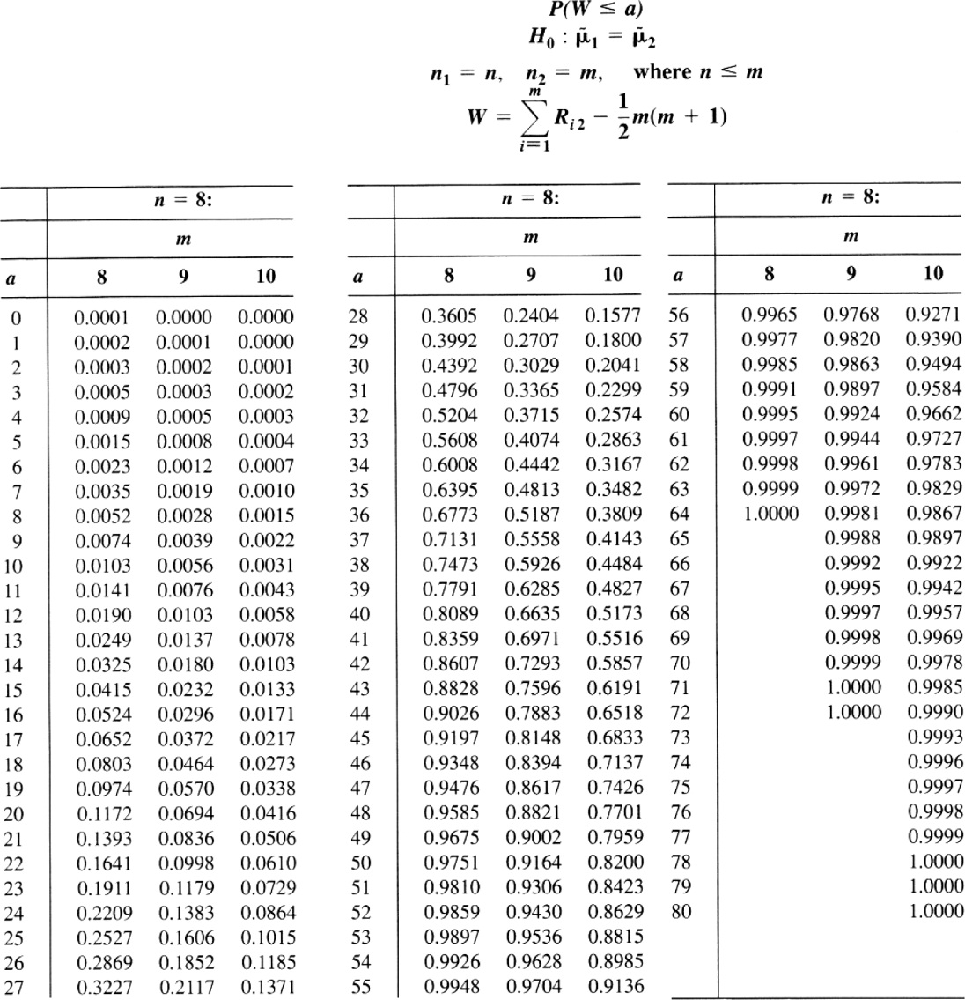 P(W ≤ a)
H₀ : μ̃₁ = μ̃₂
n₁ = n, n₂ = m, where n ≤ m
W = ∑_{i=1}^{m} R_{i2} − 1/2 m(m + 1)
n = 8: n = 8: n = 8:
m m m
a 8 9 10 a 8 9 10 a 8 9 10
0 0.0001 0.0000 0.0000 28 0.3605 0.2404 0.1577 56 0.9965 0.9768 0.9271
1 0.0002 0.0001 0.0000 29 0.3992 0.2707 0.1800 57 0.9977 0.9820 0.9390
2 0.0003 0.0002 0.0001 30 0.4392 0.3029 0.2041 58 0.9985 0.9863 0.9494
3 0.0005 0.0003 0.0002 31 0.4796 0.3365 0.2299 59 0.9991 0.9897 0.9584
4 0.0009 0.0005 0.0003 32 0.5204 0.3715 0.2574 60 0.9995 0.9924 0.9662
5 0.0015 0.0008 0.0004 33 0.5608 0.4074 0.2863 61 0.9997 0.9944 0.9727
6 0.0023 0.0012 0.0007 34 0.6008 0.4442 0.3167 62 0.9998 0.9961 0.9783
7 0.0035 0.0019 0.0010 35 0.6395 0.4813 0.3482 63 0.9999 0.9972 0.9829
8 0.0052 0.0028 0.0015 36 0.6773 0.5187 0.3809 64 1.0000 0.9981 0.9867
9 0.0074 0.0039 0.0022 37 0.7131 0.5558 0.4143 65 0.9988 0.9897
10 0.0103 0.0056 0.0031 38 0.7473 0.5926 0.4484 66 0.9992 0.9922
11 0.0141 0.0076 0.0043 39 0.7791 0.6285 0.4827 67 0.9995 0.9942
12 0.0190 0.0103 0.0058 40 0.8089 0.6635 0.5173 68 0.9997 0.9957
13 0.0249 0.0137 0.0078 41 0.8359 0.6971 0.5516 69 0.9998 0.9969
14 0.0325 0.0180 0.0103 42 0.8607 0.7293 0.5857 70 0.9999 0.9978
15 0.0415 0.0232 0.0133 43 0.8828 0.7596 0.6191 71 1.0000 0.9985
16 0.0524 0.0296 0.0171 44 0.9026 0.7883 0.6518 72 1.0000 0.9990
17 0.0652 0.0372 0.0217 45 0.9197 0.8148 0.6833 73 0.9993
18 0.0803 0.0464 0.0273 46 0.9348 0.8394 0.7137 74 0.9996
19 0.0974 0.0570 0.0338 47 0.9476 0.8617 0.7426 75 0.9997
20 0.1172 0.0694 0.0416 48 0.9585 0.8821 0.7701 76 0.9998
21 0.1393 0.0836 0.0506 49 0.9675 0.9002 0.7959 77 0.9999
22 0.1641 0.0998 0.0610 50 0.9751 0.9164 0.8200 78 1.0000
23 0.1911 0.1179 0.0729 51 0.9810 0.9306 0.8423 79 1.0000
24 0.2209 0.1383 0.0864 52 0.9859 0.9430 0.8629 80 1.0000
25 0.2527 0.1606 0.1015 53 0.9897 0.9536 0.8815
26 0.2869 0.1852 0.1185 54 0.9926 0.9628 0.8985
27 0.3227 0.2117 0.1371 55 0.9948 0.9704 0.9136